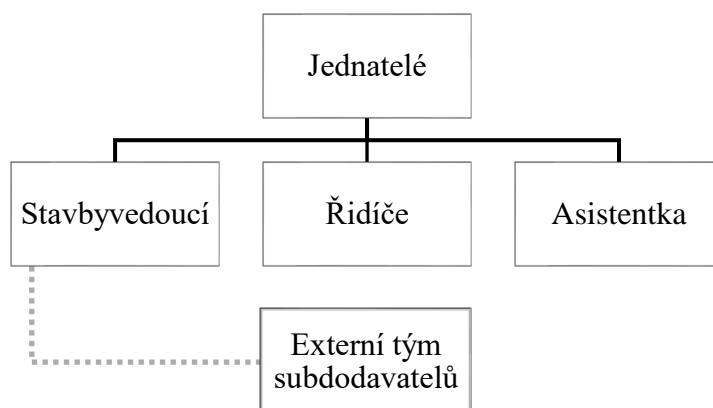 Jednatelé
Stavbyvedoucí
Řidíče
Asistentka
Externí tým
subdodavatelů